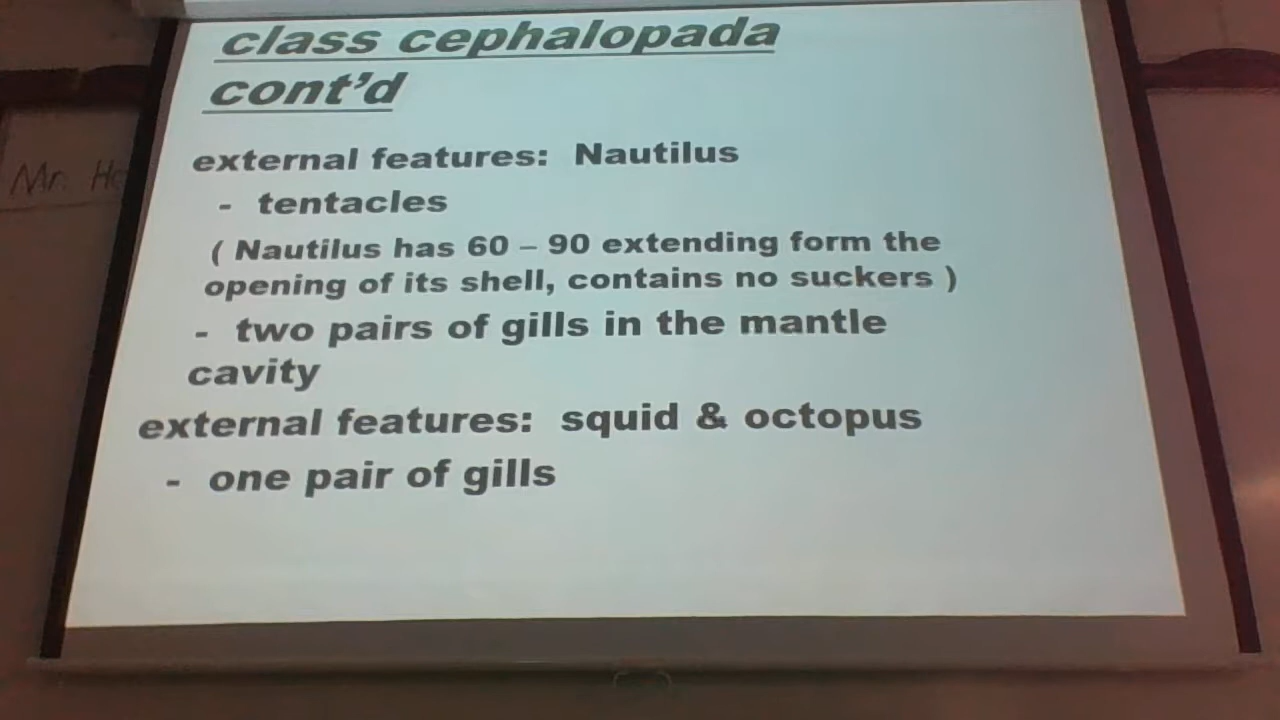 class cephalopada
cont’d
external features: Nautilus
- tentacles
( Nautilus has 60 – 90 extending form the
opening of its shell, contains no suckers )
- two pairs of gills in the mantle
cavity
external features: squid & octopus
- one pair of gills
Mr.